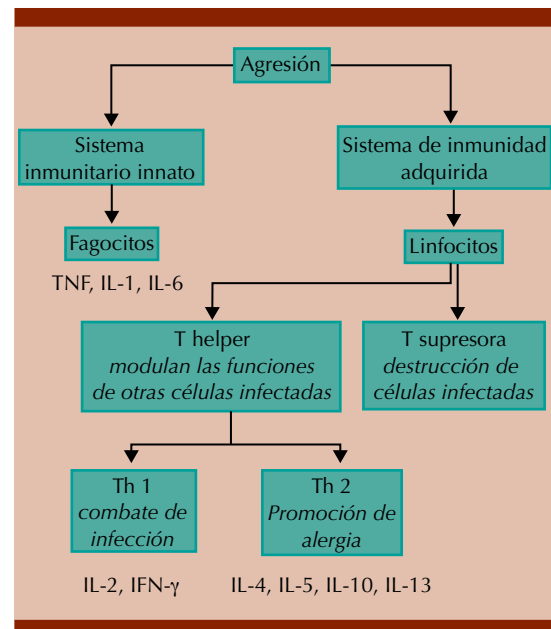 Agresión
Sistema
inmunitario innato
Sistema de inmunidad
adquirida
Fagocitos
Linfocitos
TNF, IL-1, IL-6
T helper
modulan las funciones
de otras células infectadas
T supresora
destrucción de
células infectadas
Th 1
combate de
infección
Th 2
Promoción de
alergia
IL-2, IFN-γ
IL-4, IL-5, IL-10, IL-13